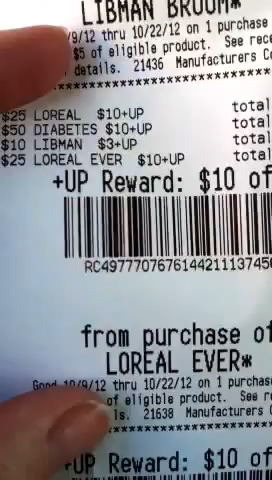 LIBMAN BROOM*
/9/12 thru 10/22/12 on 1 purchase
$5 of eligible product. See rece
details. 21436 Manufacturers C
********************************
$25 LOREAL $10+UP total
$50 DIABETES $10+UP total
$10 LIBMAN $3+UP total
$25 LOREAL EVER $10+UP total
+UP Reward: $10 of
RC4977707676144211137450
from purchase of
LOREAL EVER*
Good 10/9/12 thru 10/22/12 on 1 purchase
of eligible product. See re
ls. 21638 Manufacturers C
********************************
+UP Reward: $10 of